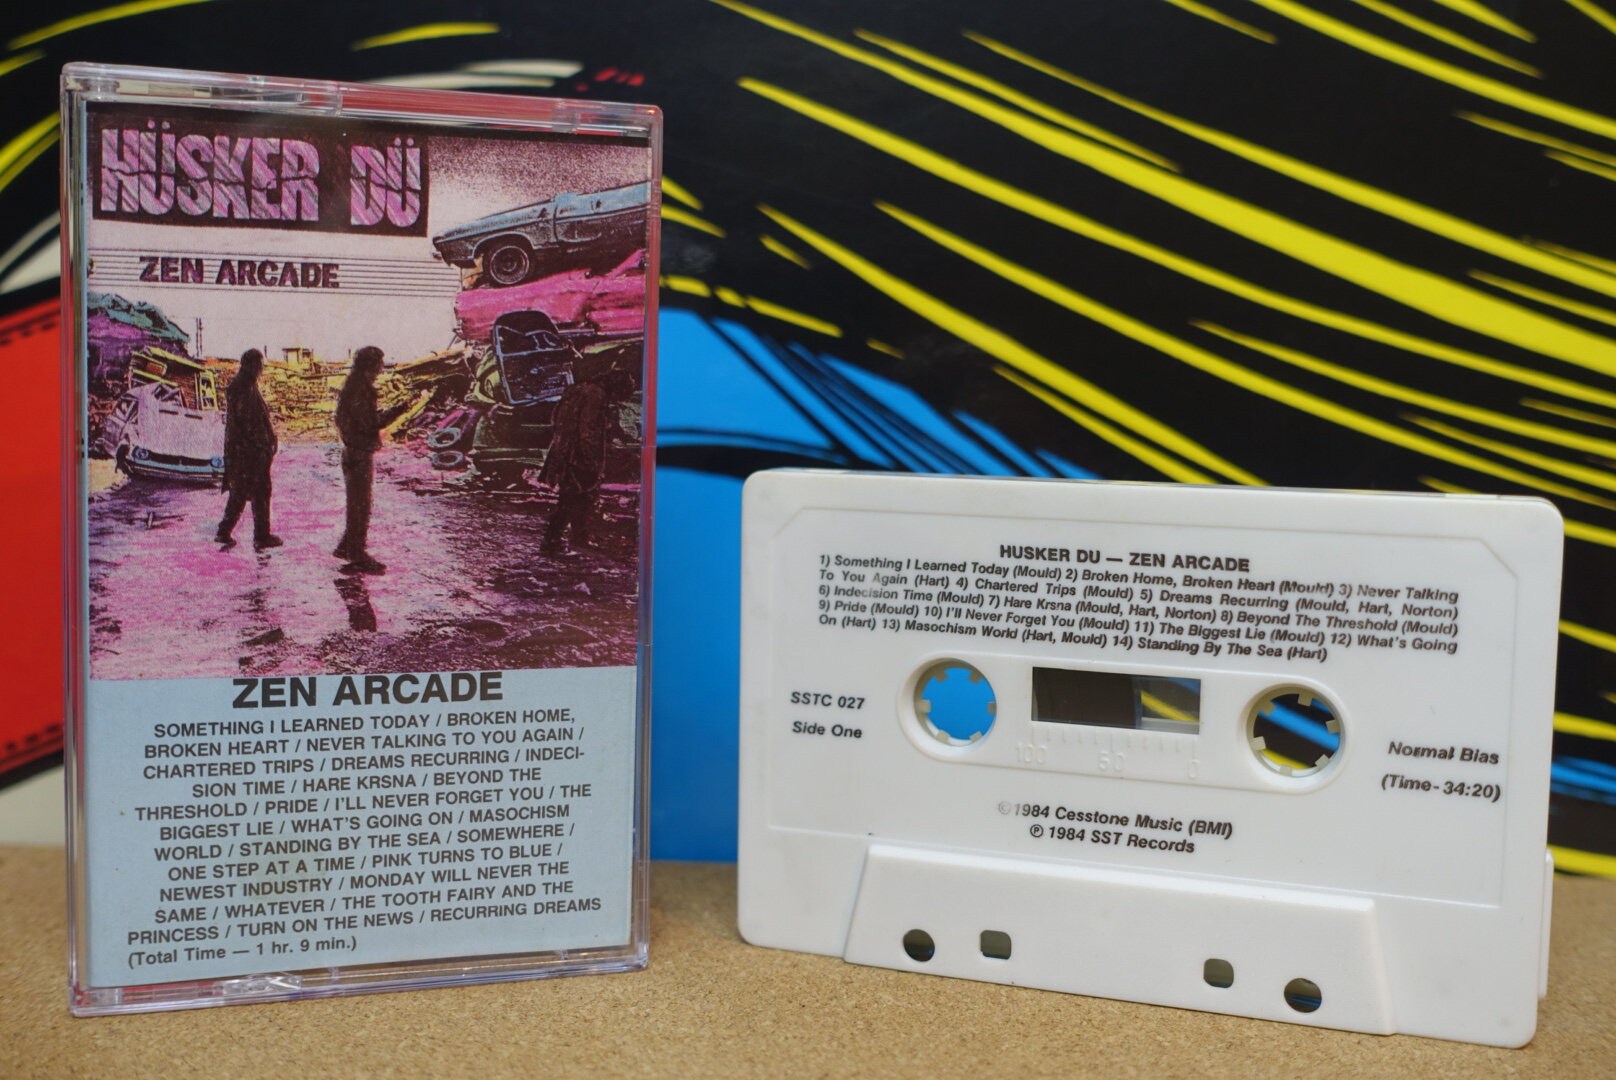 HÜSKER DÜ
ZEN ARCADE
ZEN ARCADE
SOMETHING I LEARNED TODAY / BROKEN HOME,
BROKEN HEART / NEVER TALKING TO YOU AGAIN /
CHARTERED TRIPS / DREAMS RECURRING / INDECI-
SION TIME / HARE KRSNA / BEYOND THE
THRESHOLD / PRIDE / I'LL NEVER FORGET YOU / THE
BIGGEST LIE / WHAT'S GOING ON / MASOCHISM
WORLD / STANDING BY THE SEA / SOMEWHERE /
ONE STEP AT A TIME / PINK TURNS TO BLUE /
NEWEST INDUSTRY / MONDAY WILL NEVER THE
SAME / WHATEVER / THE TOOTH FAIRY AND THE
PRINCESS / TURN ON THE NEWS / RECURRING DREAMS
(Total Time — 1 hr. 9 min.)
HUSKER DU — ZEN ARCADE
1) Something I Learned Today (Mould) 2) Broken Home, Broken Heart (Mould) 3) Never Talking
To You Again (Hart) 4) Chartered Trips (Mould) 5) Dreams Recurring (Mould, Hart, Norton)
6) Indecision Time (Mould) 7) Hare Krsna (Mould, Hart, Norton) 8) Beyond The Threshold (Mould)
9) Pride (Mould) 10) I'll Never Forget You (Mould) 11) The Biggest Lie (Mould) 12) What's Going
On (Hart) 13) Masochism World (Hart, Mould) 14) Standing By The Sea (Hart)
SSTC 027
Side One
100 50 0
Normal Bias
(Time-34:20)
©1984 Cesstone Music (BMI)
℗ 1984 SST Records